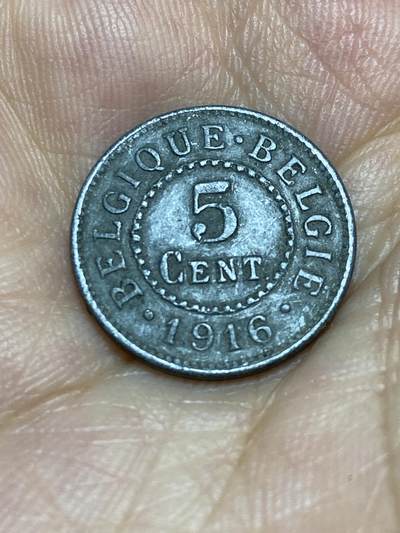 BELGIQUE · BELGIE ·
5
CENT.
· 1916 ·